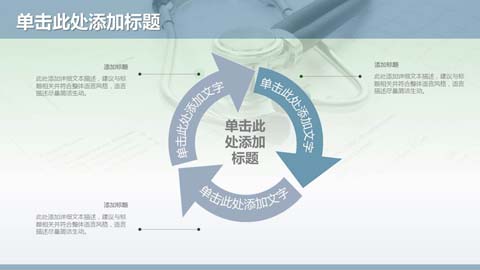 单击此处添加标题
添加标题
此处添加详细文本描述，建议与标
题相关并符合整体语言风格，语言
描述尽量简洁生动。
添加标题
此处添加详细文本描述，建议与标
题相关并符合整体语言风格，语言
描述尽量简洁生动。
单击此处添加文字
单击此处添加文字
单击此
处添加
标题
单击此处添加文字
添加标题
此处添加详细文本描述，建议与标
题相关并符合整体语言风格，语言
描述尽量简洁生动。